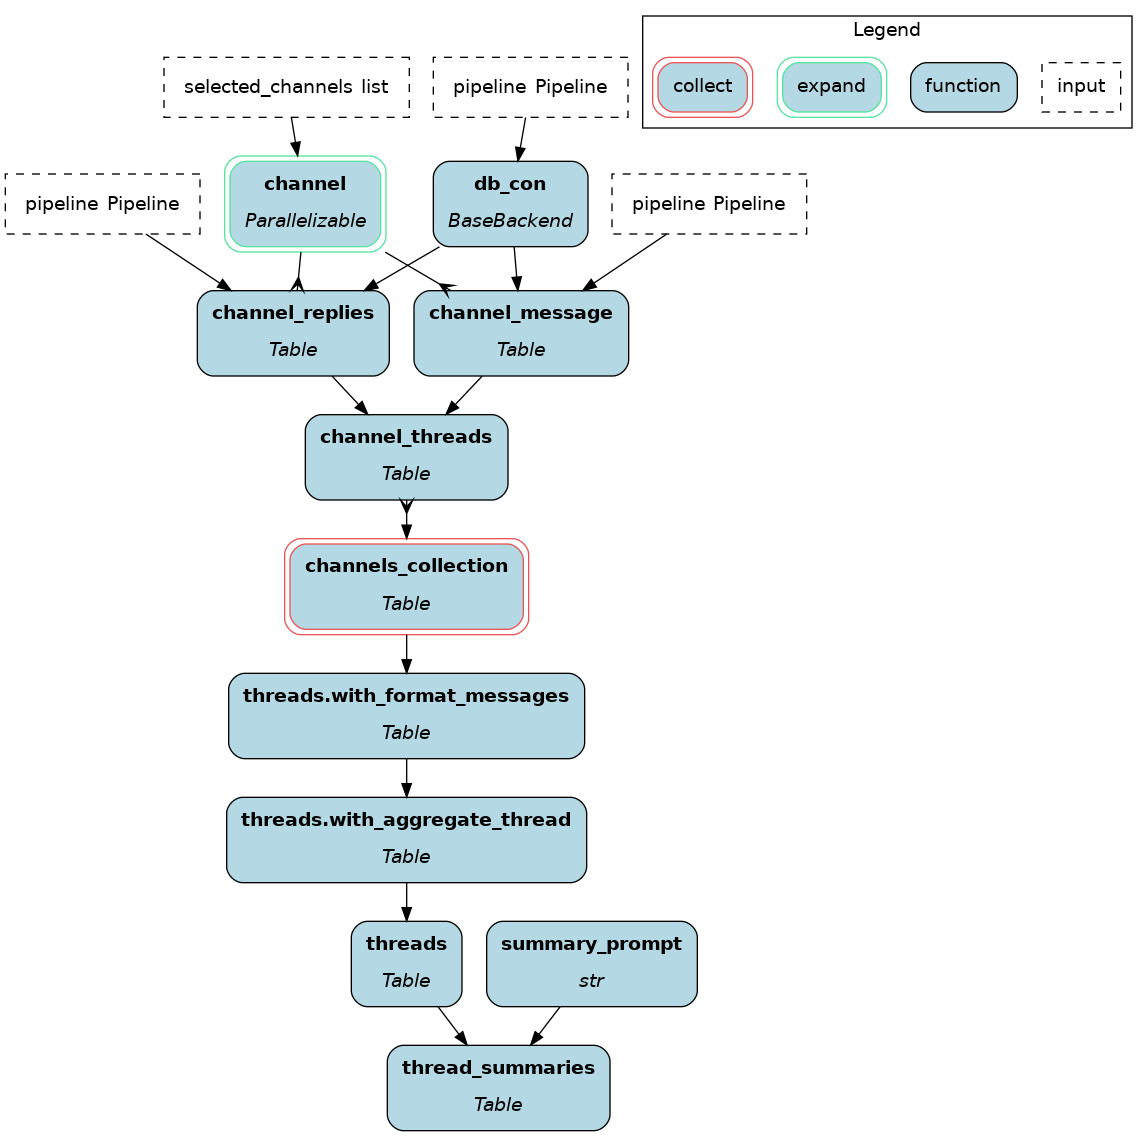 Legend
collect
expand
function
input
selected_channels list
pipeline Pipeline
pipeline Pipeline
channel
Parallelizable
db_con
BaseBackend
pipeline Pipeline
channel_replies
Table
channel_message
Table
channel_threads
Table
channels_collection
Table
threads.with_format_messages
Table
threads.with_aggregate_thread
Table
threads
Table
summary_prompt
str
thread_summaries
Table